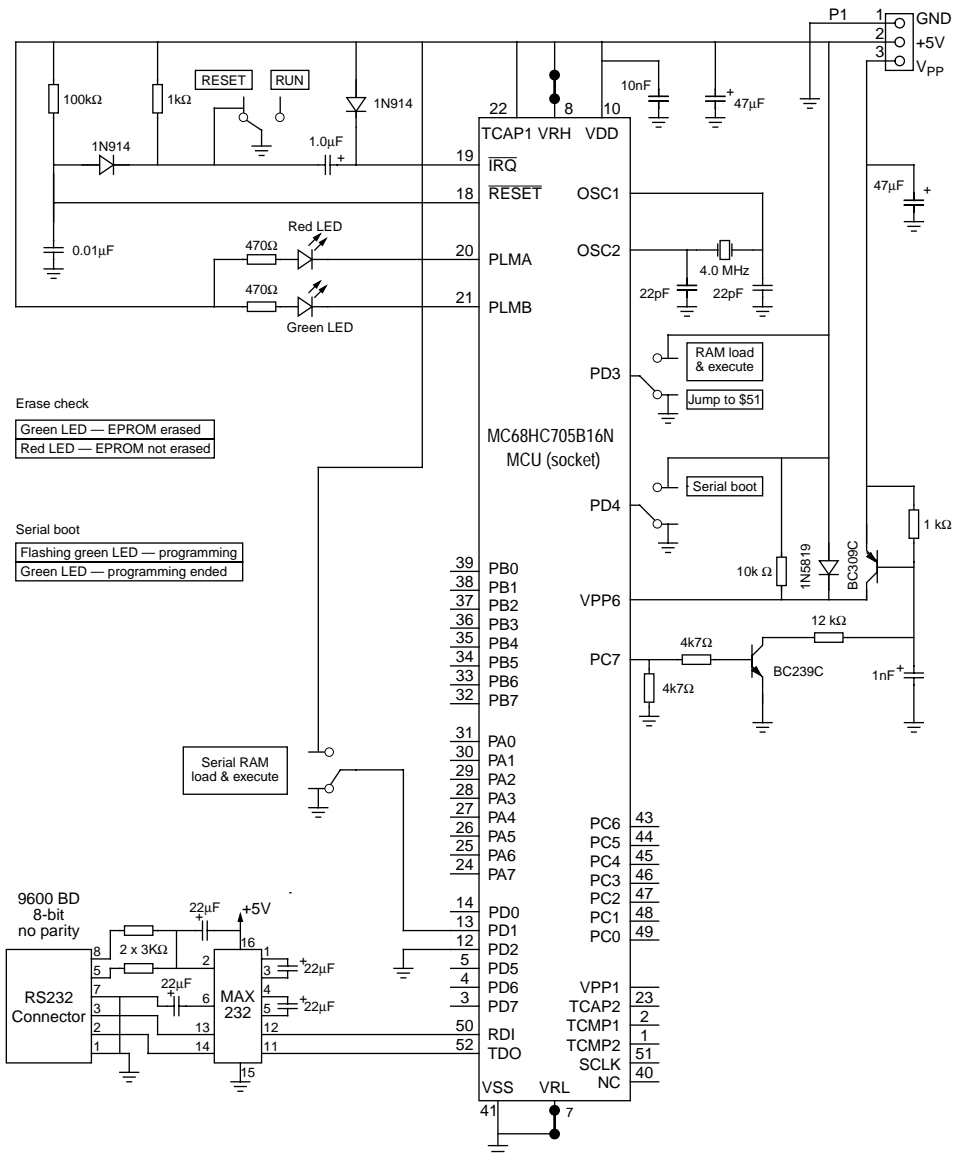 P1
1
GND
2
+5V
3
VPP
100kΩ
1kΩ
RESET
RUN
1N914
10nF
+
47µF
22
8
10
TCAP1
VRH
VDD
1N914
1.0µF
+
19
IRQ
18
RESET
OSC1
47µF
+
0.01µF
Red LED
470Ω
20
PLMA
OSC2
4.0 MHz
470Ω
21
PLMB
22pF
22pF
Green LED
RAM load
& execute
PD3
Jump to $51
Erase check
Green LED — EPROM erased
Red LED — EPROM not erased
MC68HC705B16N
MCU (socket)
Serial boot
PD4
1 kΩ
Serial boot
Flashing green LED — programming
Green LED — programming ended
10k Ω
1N5819
BC309C
39
PB0
38
PB1
37
PB2
36
PB3
35
PB4
34
PB5
33
PB6
32
PB7
VPP6
12 kΩ
PC7
4k7Ω
4k7Ω
BC239C
1nF
+
31
PA0
30
PA1
29
PA2
28
PA3
27
PA4
26
PA5
25
PA6
24
PA7
Serial RAM
load & execute
PC6
43
PC5
44
PC4
45
PC3
46
PC2
47
PC1
48
PC0
49
14
PD0
13
PD1
12
PD2
5
PD5
4
PD6
3
PD7
50
RDI
52
TDO
VPP1
TCAP2
23
TCMP1
2
TCMP2
1
SCLK
51
NC
40
9600 BD
8-bit
no parity
22µF
+
+5V
16
8
2 x 3KΩ
5
2
1
3
+
22µF
7
22µF
+
6
4
5
+
22µF
RS232
Connector
MAX
232
3
13
12
2
14
11
1
15
VSS
VRL
41
7